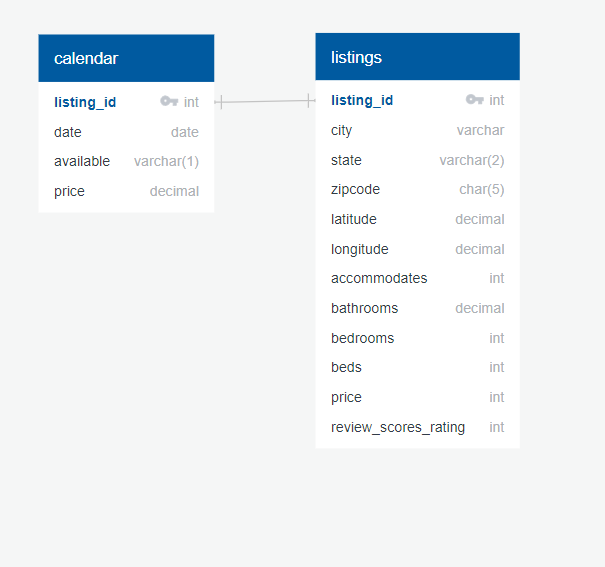 calendar
listing_id int
date date
available varchar(1)
price decimal
listings
listing_id int
city varchar
state varchar(2)
zipcode char(5)
latitude decimal
longitude decimal
accommodates int
bathrooms decimal
bedrooms int
beds int
price int
review_scores_rating int